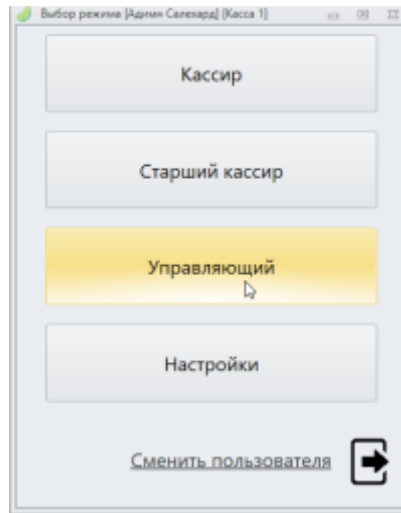 Выбор режима [Админ Салехард] [Касса 1]
Кассир
Старший кассир
Управляющий
Настройки
Сменить пользователя